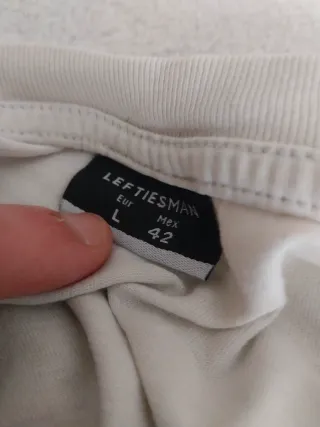 LEFTIESMAN
Eur Mex
L 42